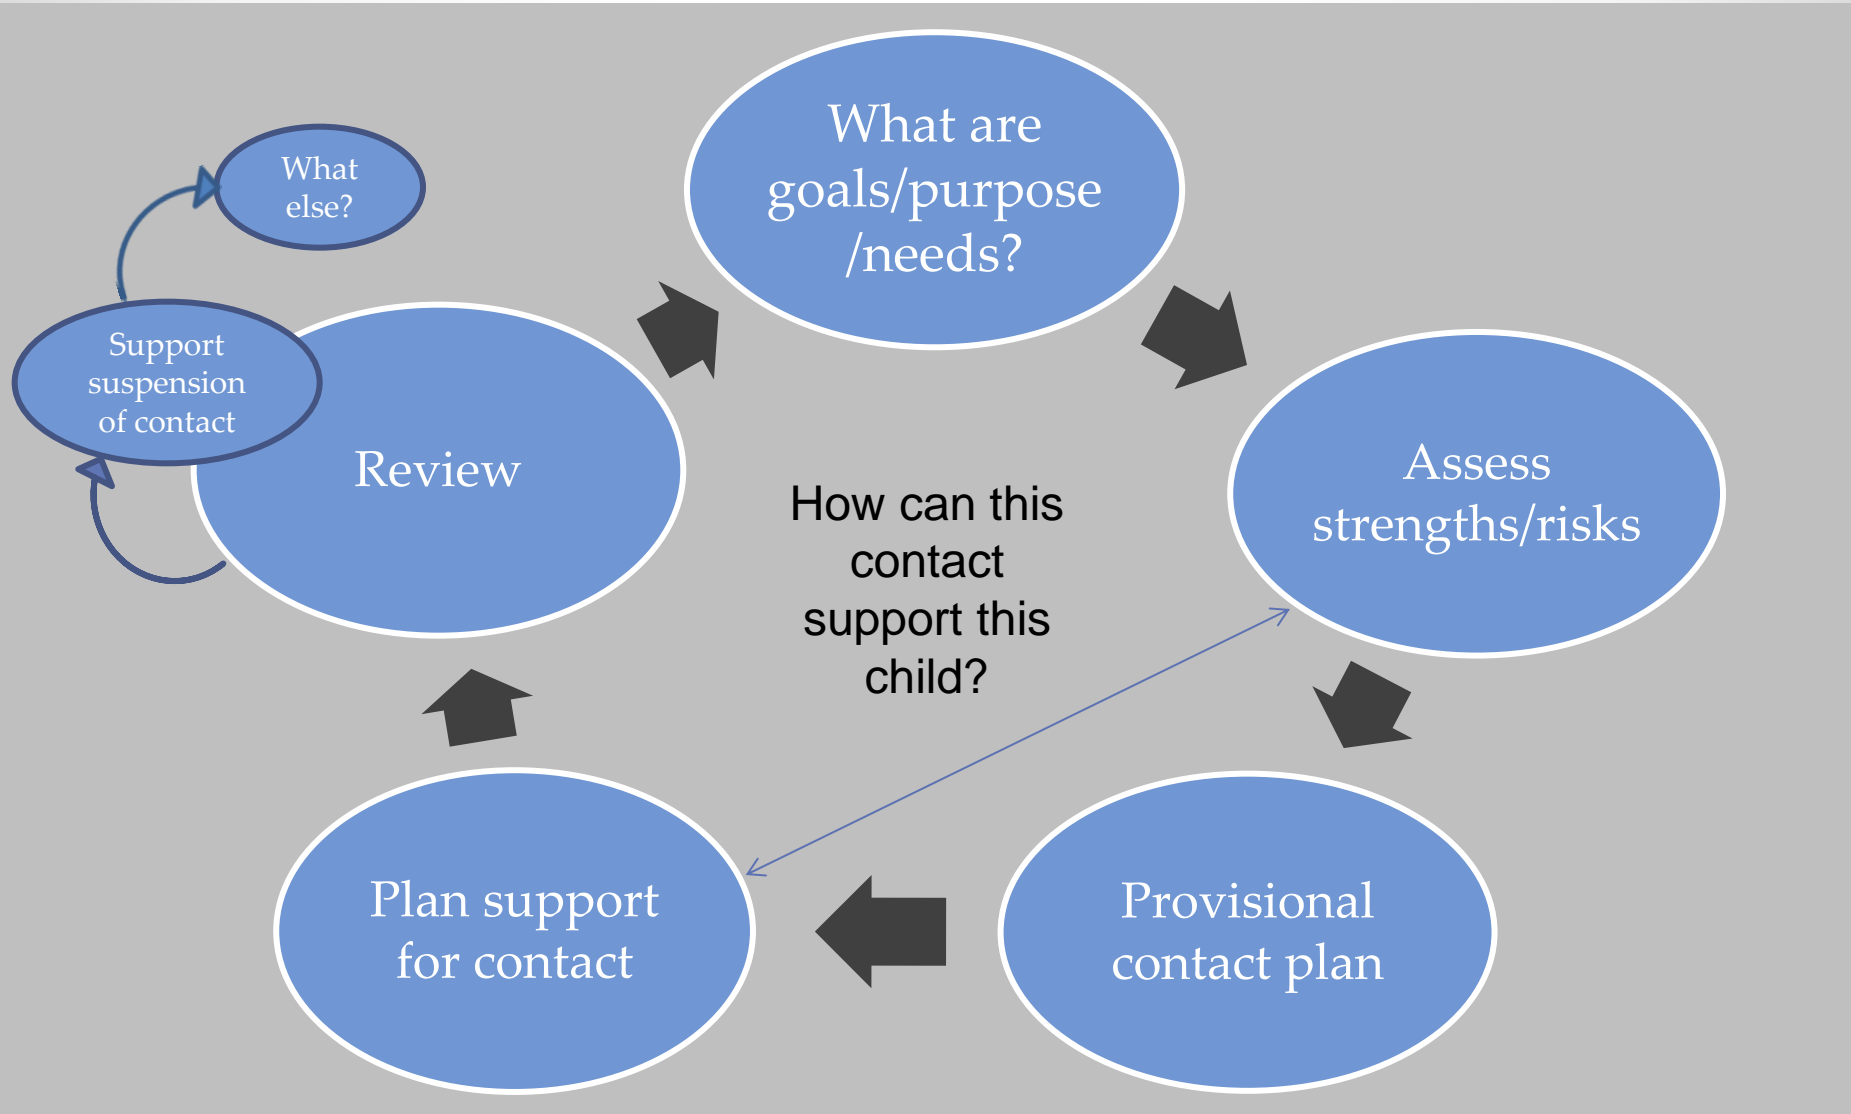 What are
goals/purpose
/needs?
What
else?
Support
suspension
of contact
Review
Assess
strengths/risks
How can this
contact
support this
child?
Plan support
for contact
Provisional
contact plan